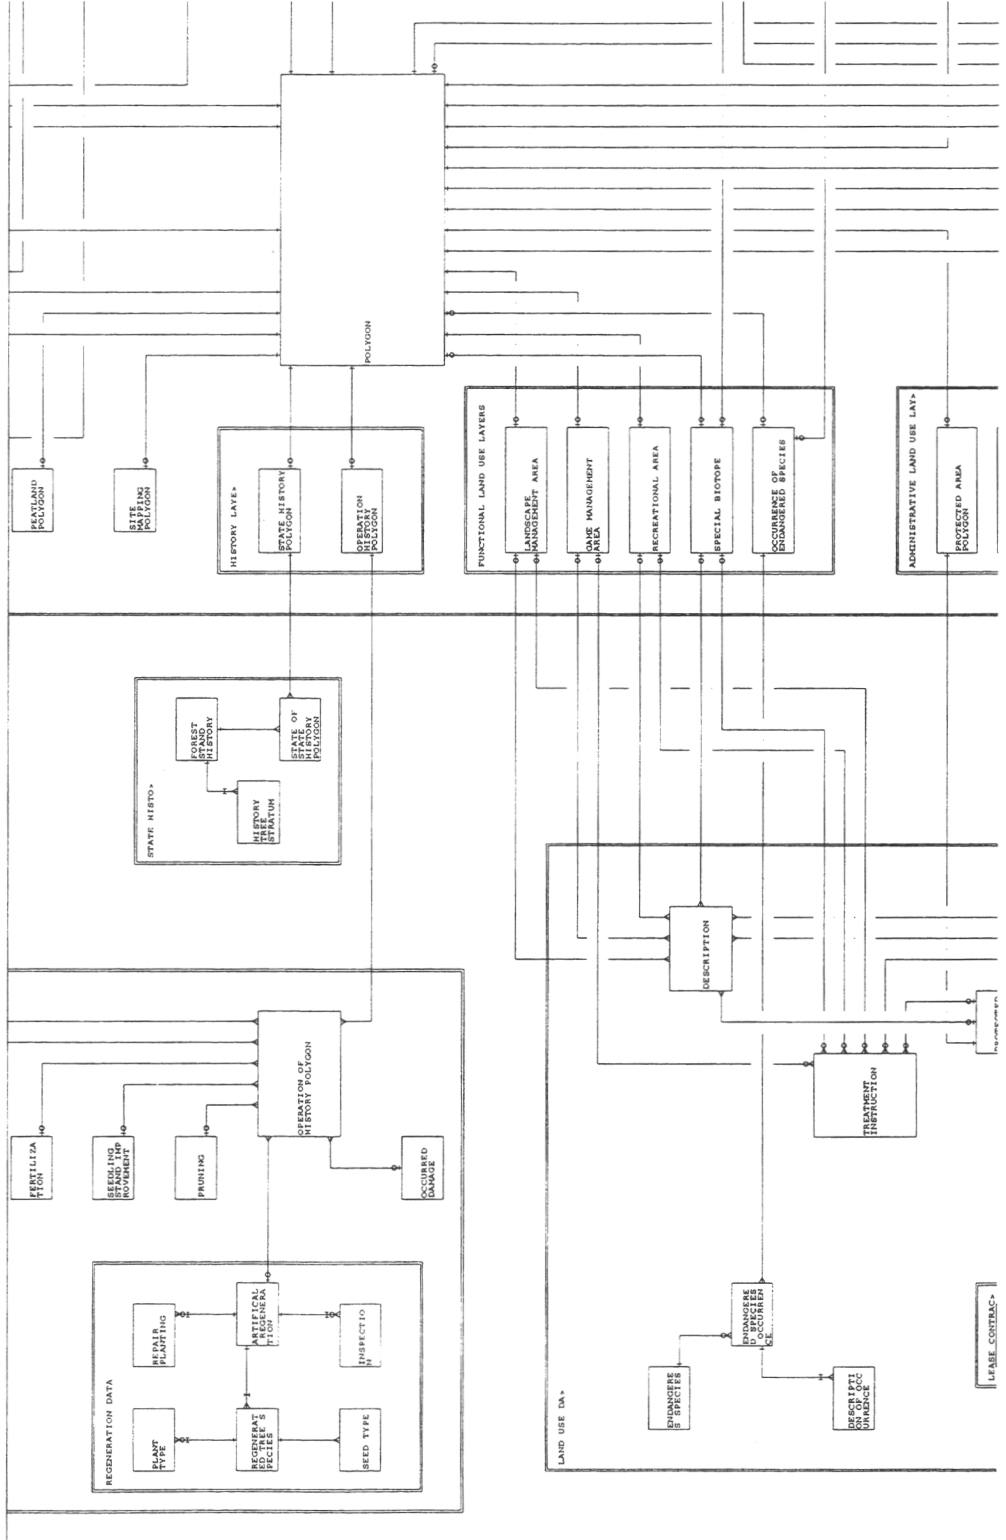 POLYGON
PEATLAND
POLYGON
SITE
MAPPING
POLYGON
HISTORY LAYE>
STATE HISTORY
POLYGON
OPERATION
HISTORY
POLYGON
FUNCTIONAL LAND USE LAYERS
LANDSCAPE
MANAGEMENT AREA
GAME MANAGEMENT
AREA
RECREATIONAL AREA
SPECIAL BIOTOPE
OCCURRENCE OF
ENDANGERED SPECIES
ADMINISTRATIVE LAND USE LAY>
PROTECTED AREA
POLYGON
STATE HISTO>
FOREST
STAND
HISTORY
STATE OF
STATE
HISTORY
POLYGON
HISTORY
TREE
STRATUM
DESCRIPTION
OPERATION OF
HISTORY POLYGON
TREATMENT
INSTRUCTION
FERTILIZA
TION
SEEDLING
STAND IMP
ROVEMENT
PRUNING
OCCURRED
DAMAGE
REGENERATION DATA
REPAIR
PLANTING
ARTIFICAL
REGENERA
TION
INSPECTIO
N
PLANT
TYPE
REGENERAT
ED TREE S
PECIES
SEED TYPE
LAND USE DA>
ENDANGERE
D SPECIES
OCCURREN
CE
ENDANGERE
S SPECIES
DESCRIPTI
ON OF OCC
URRENCE
LEASE CONTRAC>